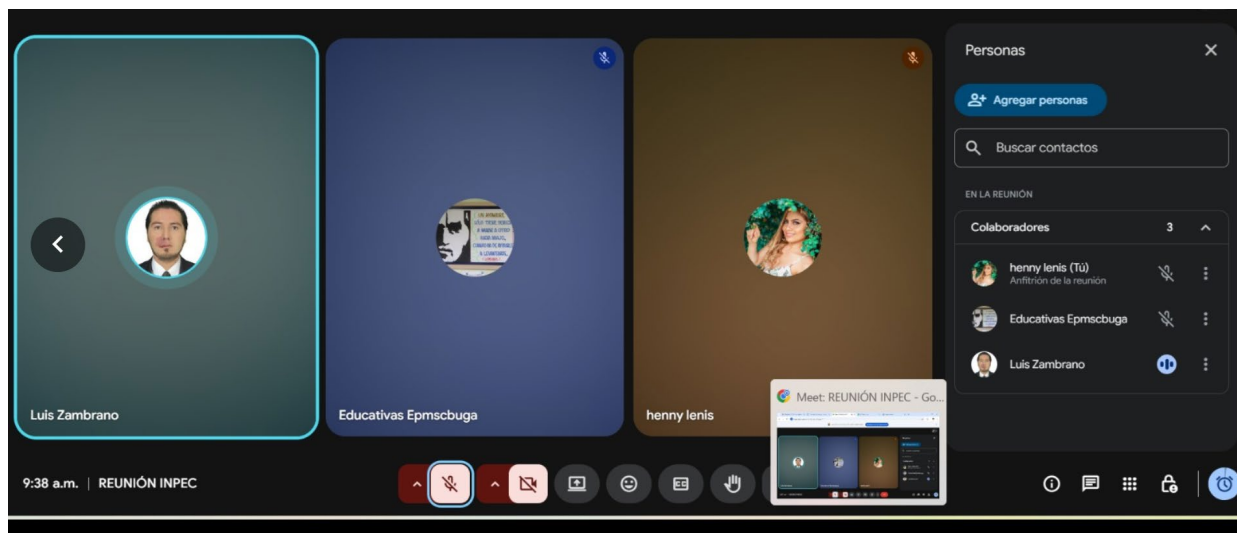 Luis Zambrano
Educativas Epmscbuga
henny lenis
Personas
Agregar personas
Buscar contactos
EN LA REUNIÓN
Colaboradores 3
henny lenis (Tú)
Anfitrión de la reunión
Educativas Epmscbuga
Luis Zambrano
Meet: REUNIÓN INPEC - Go...
9:38 a.m. | REUNIÓN INPEC
CC